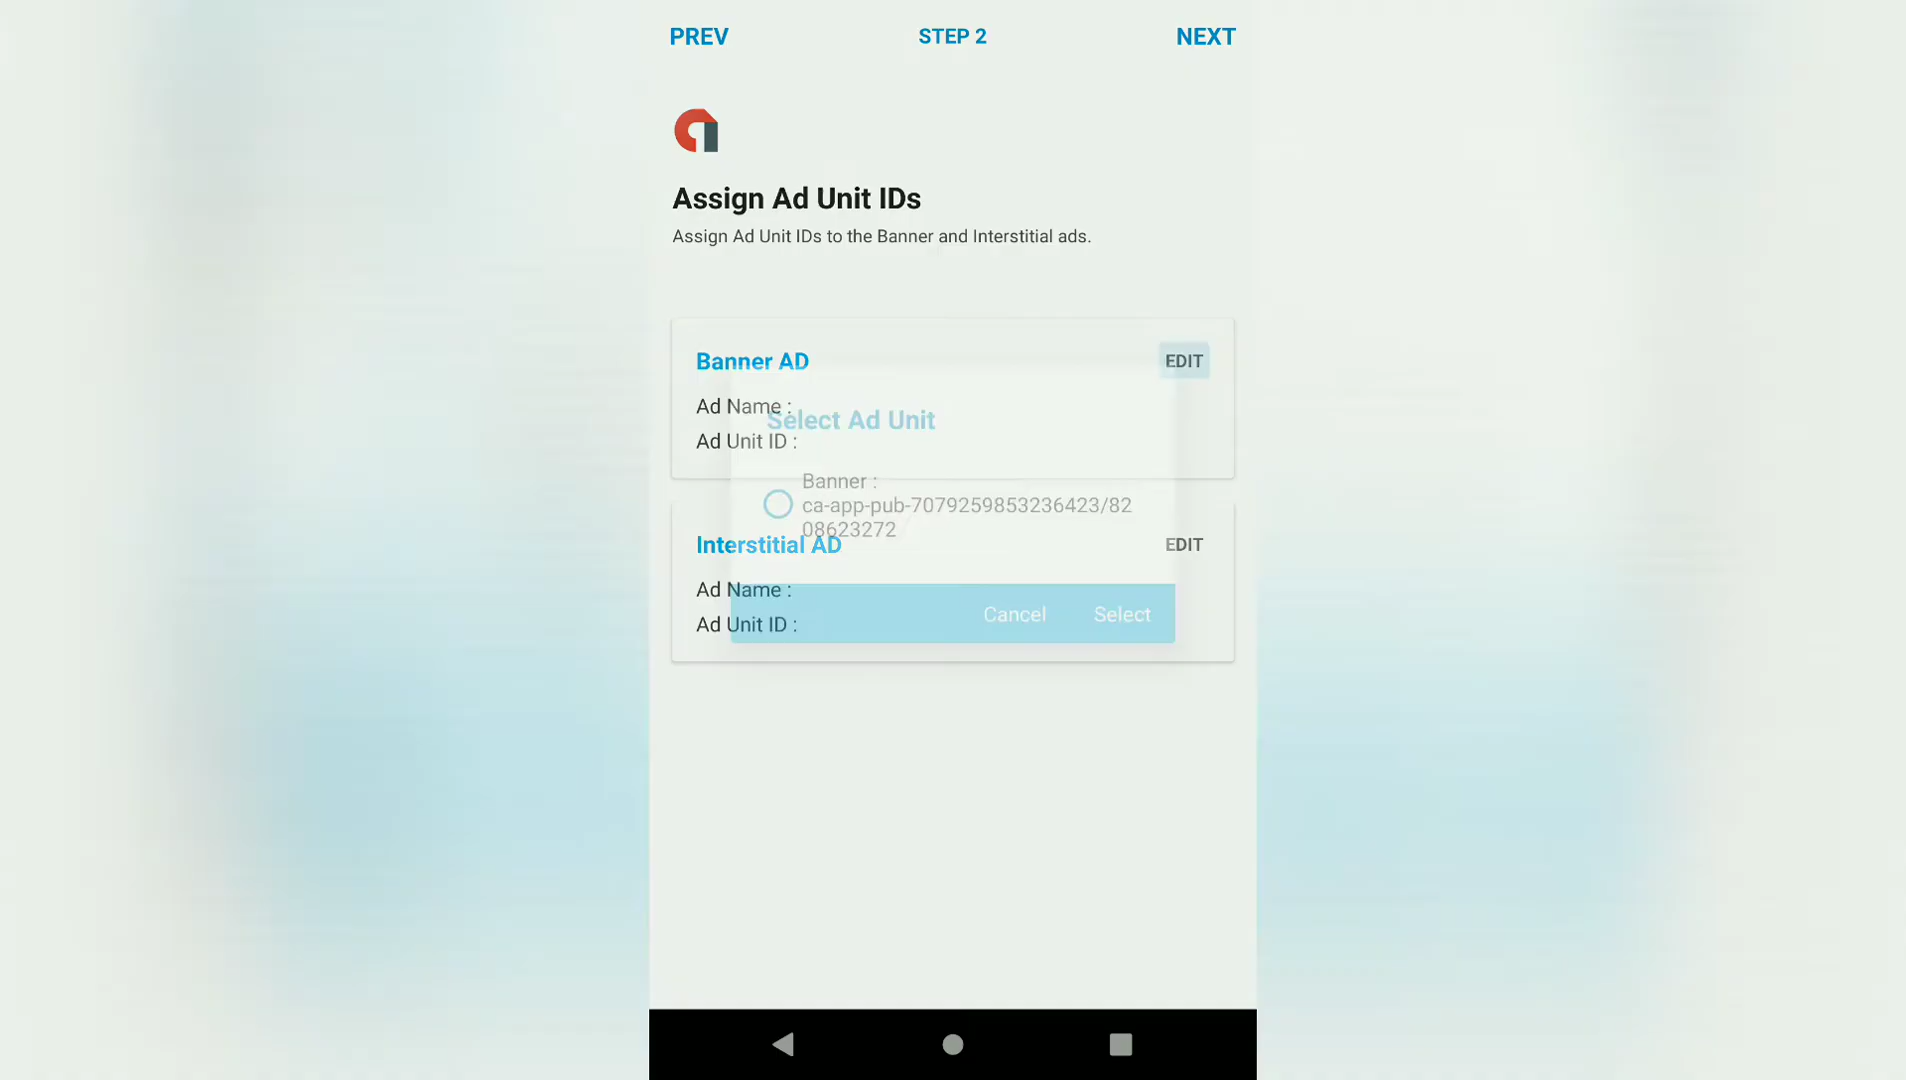 PREV STEP 2 NEXT
Assign Ad Unit IDs
Assign Ad Unit IDs to the Banner and Interstitial ads.
Banner AD EDIT
Ad Name :
Select Ad Unit
Ad Unit ID :
Banner :
ca-app-pub-7079259853236423/82
08623272
Interstitial AD EDIT
Ad Name :
Cancel Select
Ad Unit ID :